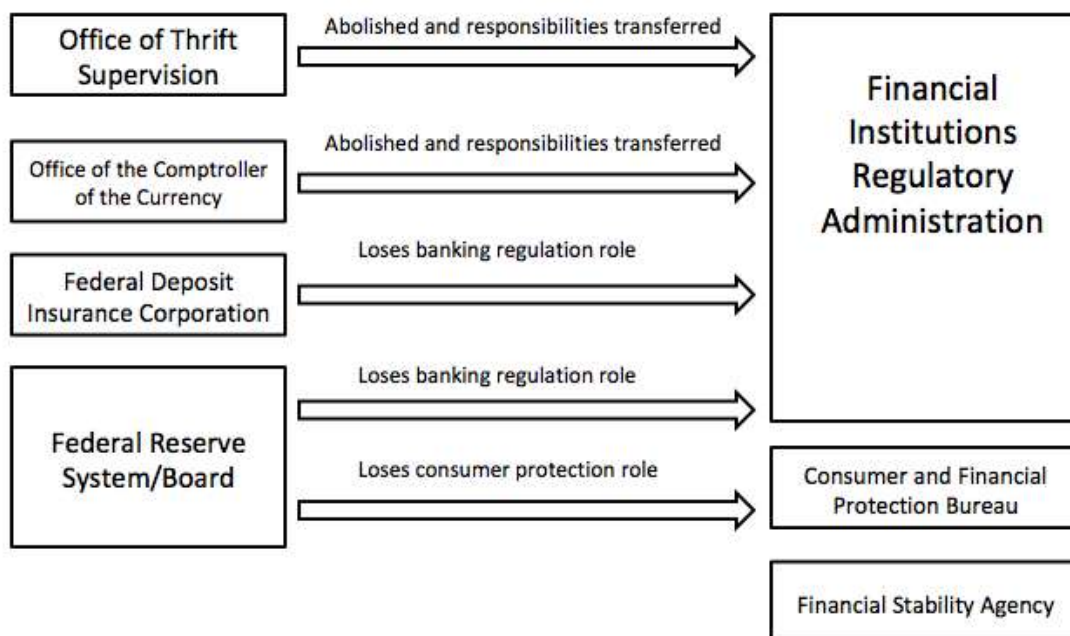 Office of Thrift
Supervision
Abolished and responsibilities transferred
Financial
Institutions
Regulatory
Administration
Office of the Comptroller
of the Currency
Abolished and responsibilities transferred
Federal Deposit
Insurance Corporation
Loses banking regulation role
Federal Reserve
System/Board
Loses banking regulation role
Loses consumer protection role
Consumer and Financial
Protection Bureau
Financial Stability Agency